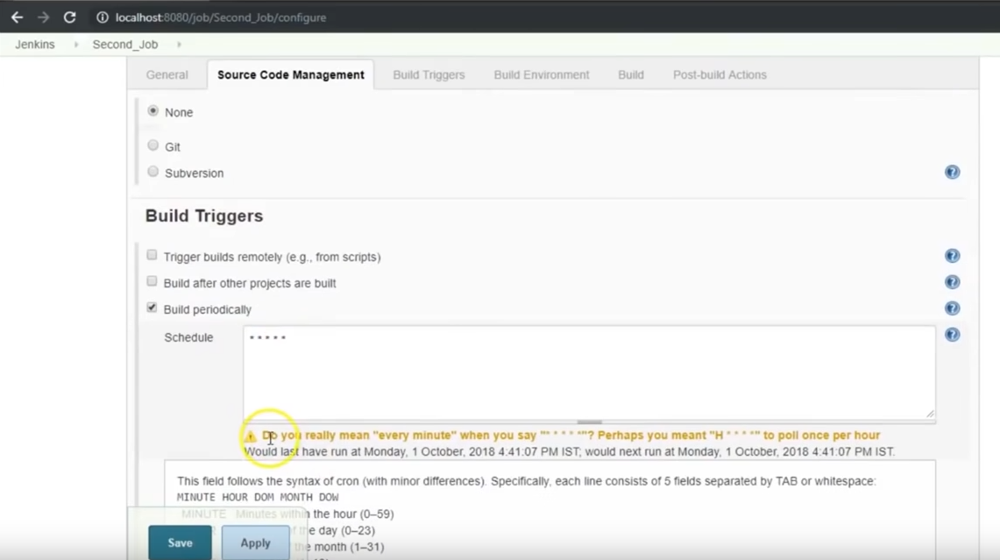 localhost:8080/job/Second_Job/configure
Jenkins Second_Job
General Source Code Management Build Triggers Build Environment Build Post-build Actions
None
Git
Subversion
Build Triggers
Trigger builds remotely (e.g., from scripts)
Build after other projects are built
Build periodically
Schedule * * * * *
Do you really mean "every minute" when you say "* * * * *"? Perhaps you meant "H * * * *" to poll once per hour
Would last have run at Monday, 1 October, 2018 4:41:07 PM IST; would next run at Monday, 1 October, 2018 4:41:07 PM IST.
This field follows the syntax of cron (with minor differences). Specifically, each line consists of 5 fields separated by TAB or whitespace:
MINUTE HOUR DOM MONTH DOW
MINUTE Minutes within the hour (0–59)
the day (0–23)
the month (1–31)
Save Apply